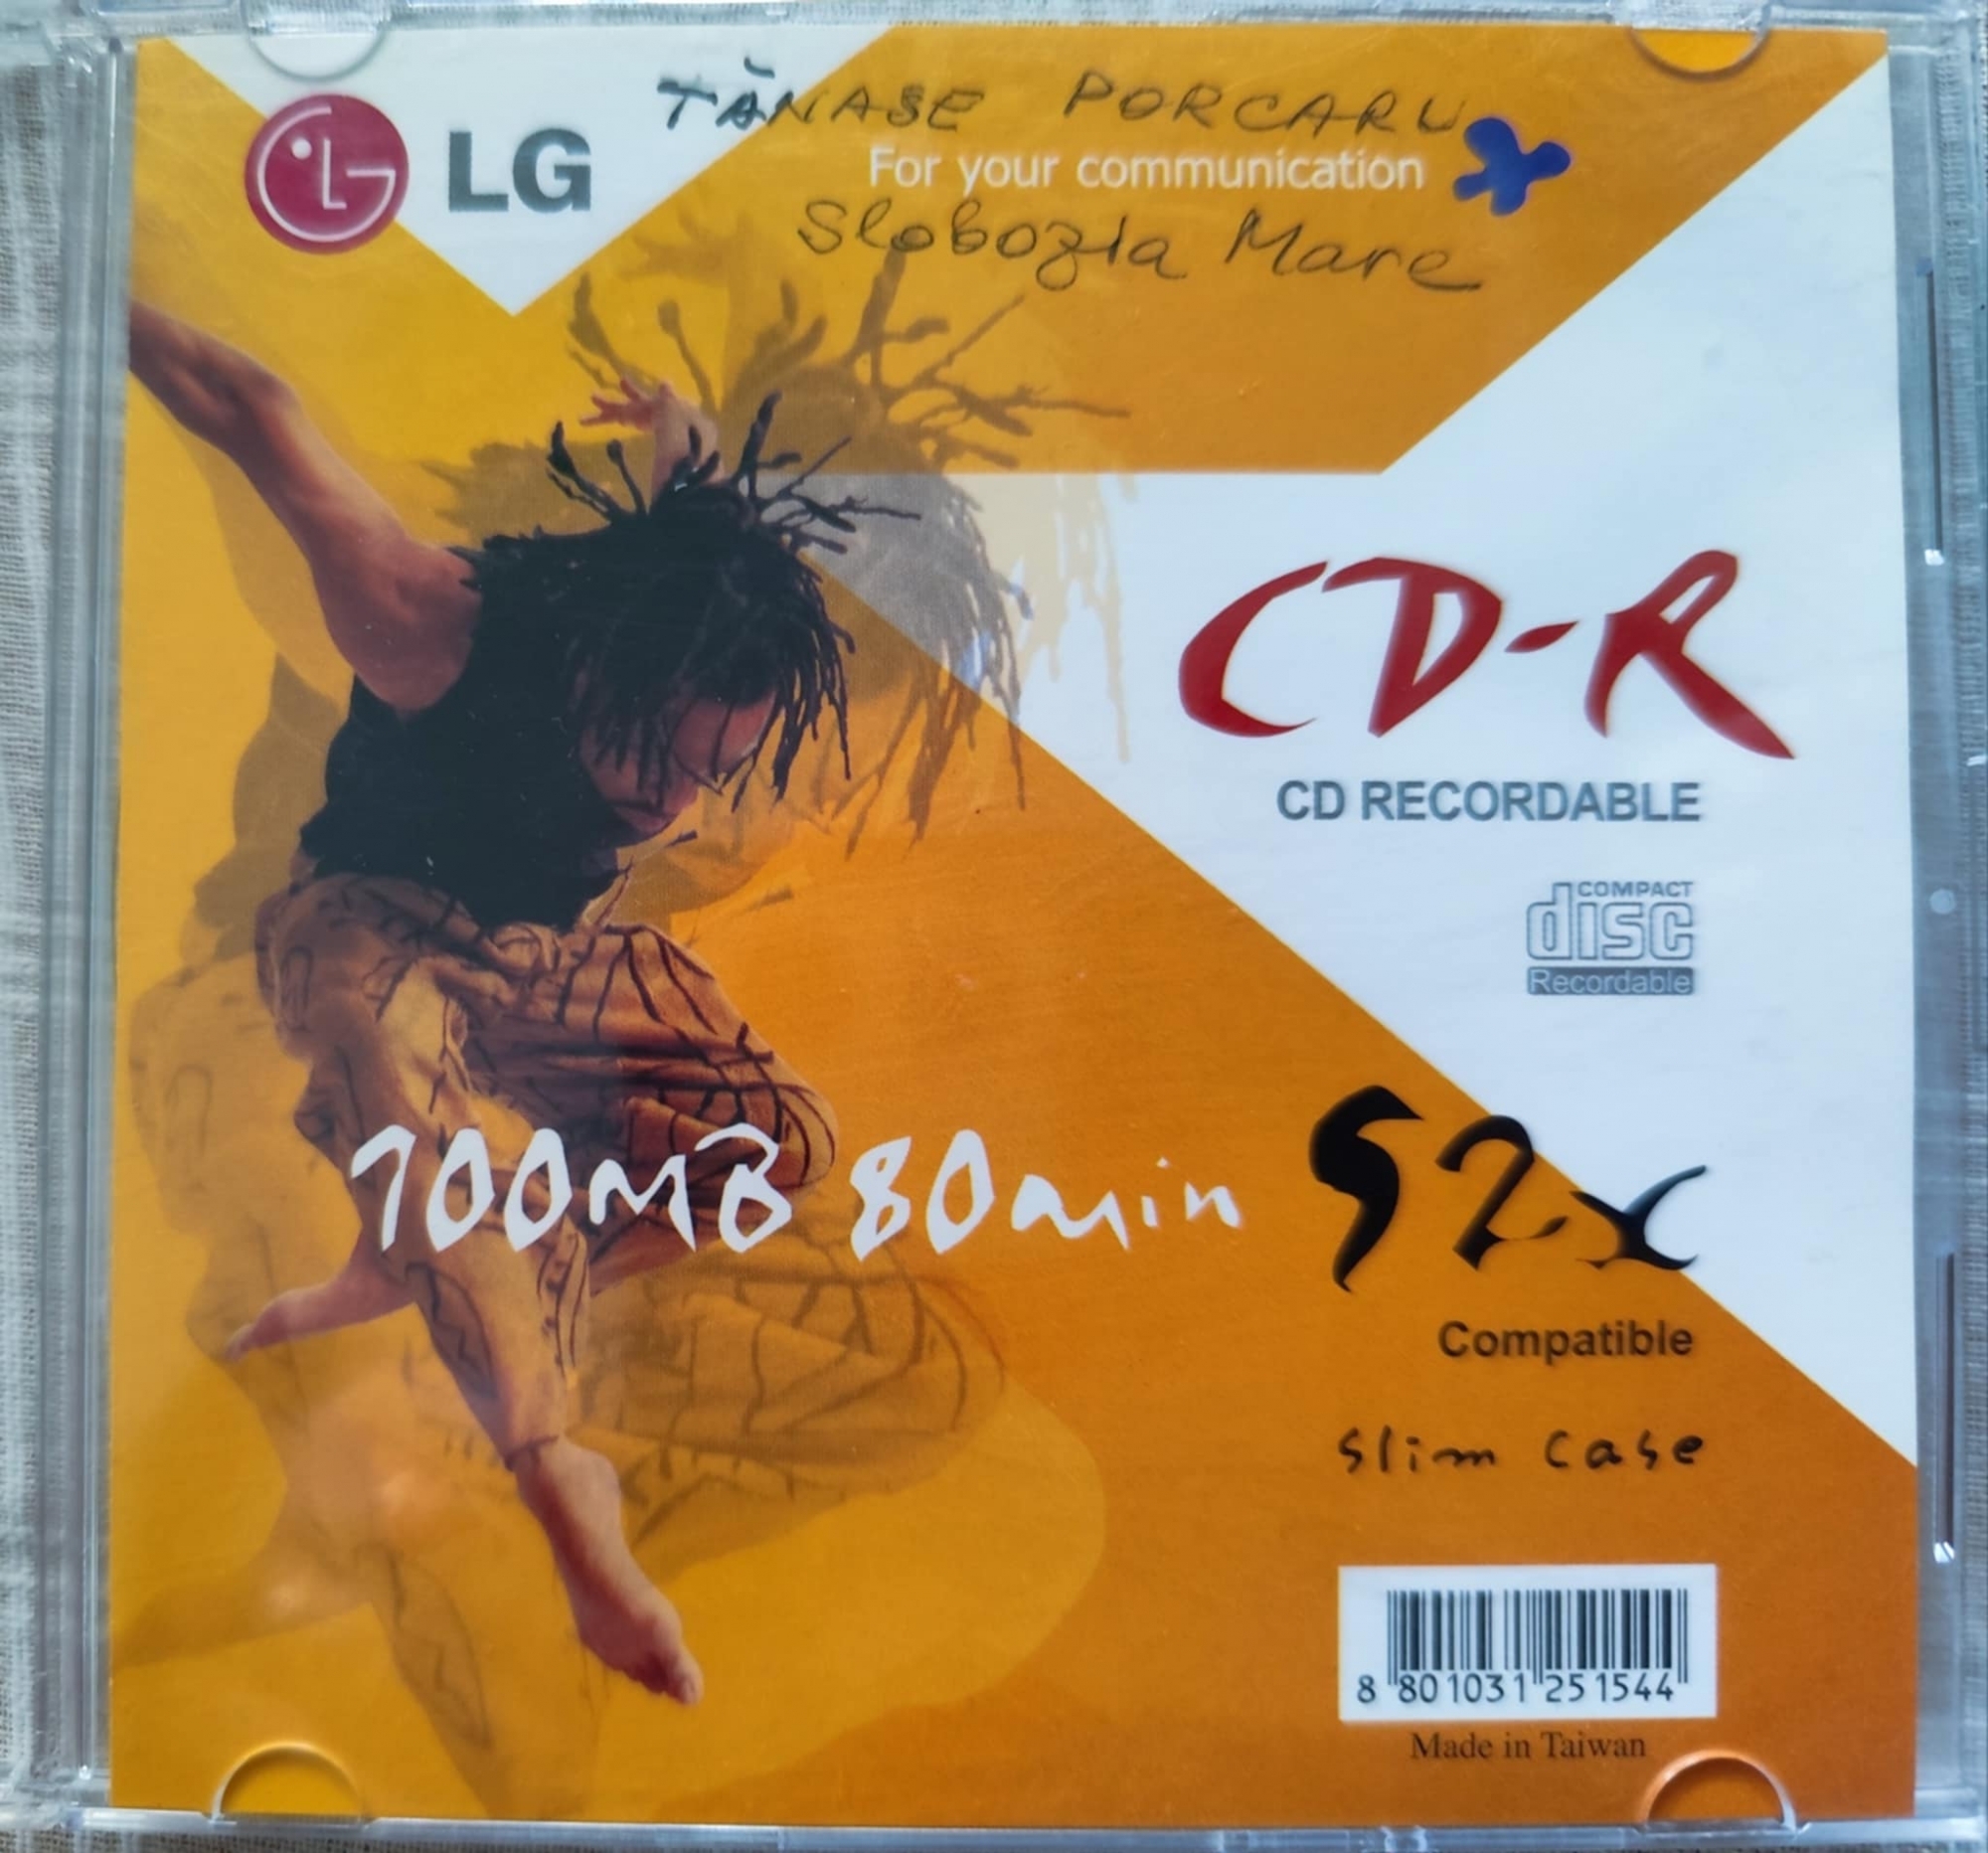 LG
TĂNASE PORCARU
For your communication
Slobozia Mare
CD-R
CD RECORDABLE
COMPACT
disc
Recordable
700MB 80min 52x
Compatible
Slim Case
8 801031 251544
Made in Taiwan